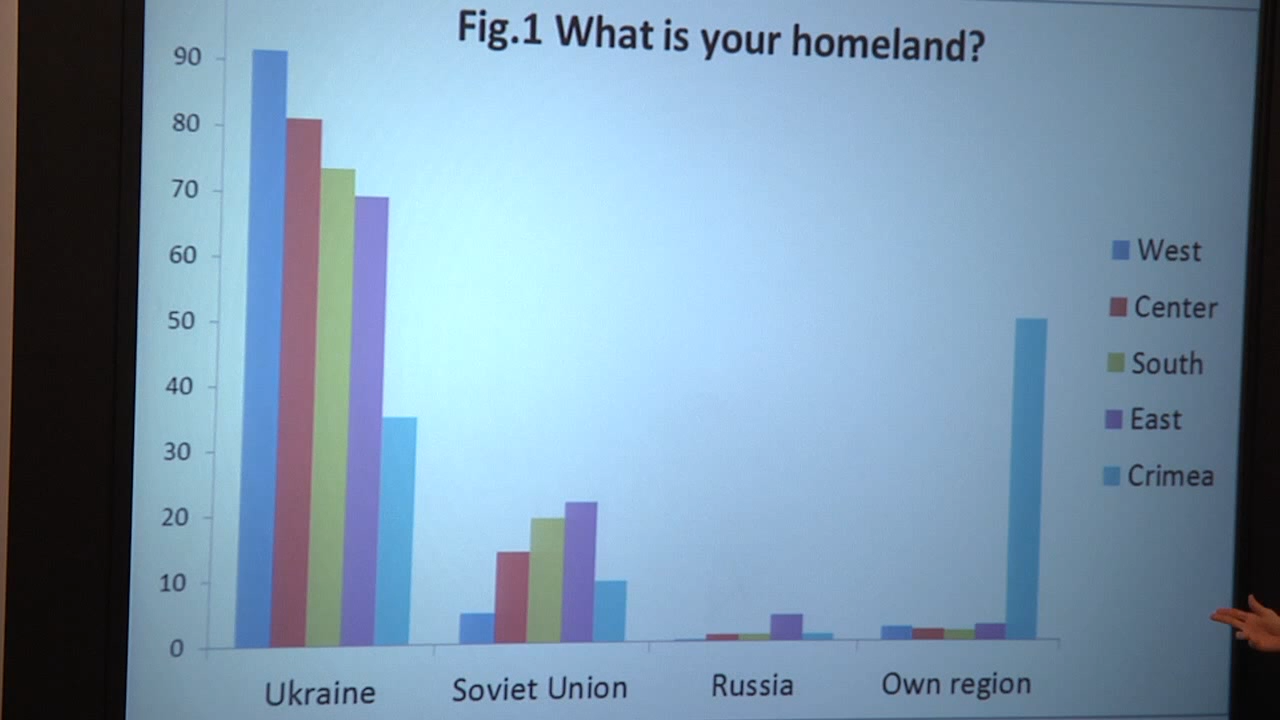 Fig.1 What is your homeland?
90
80
70
60
50
40
30
20
10
0
Ukraine
Soviet Union
Russia
Own region
West
Center
South
East
Crimea